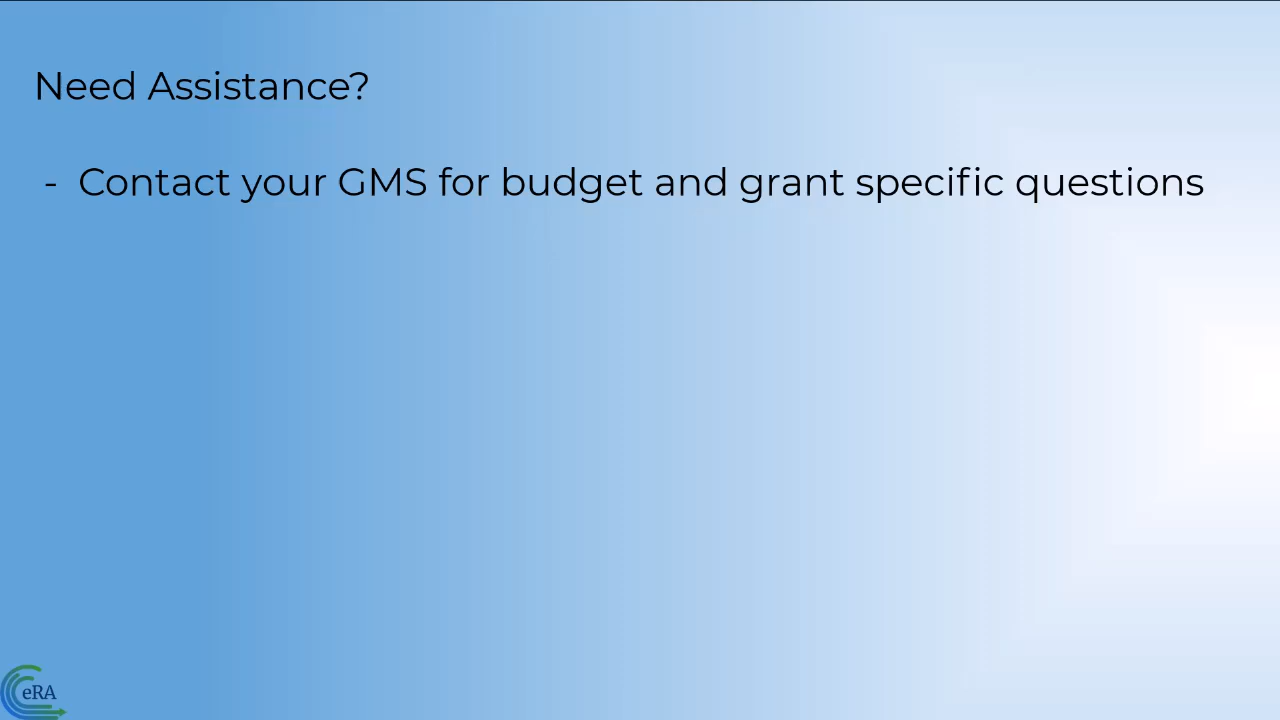 Need Assistance?
- Contact your GMS for budget and grant specific questions
eRA